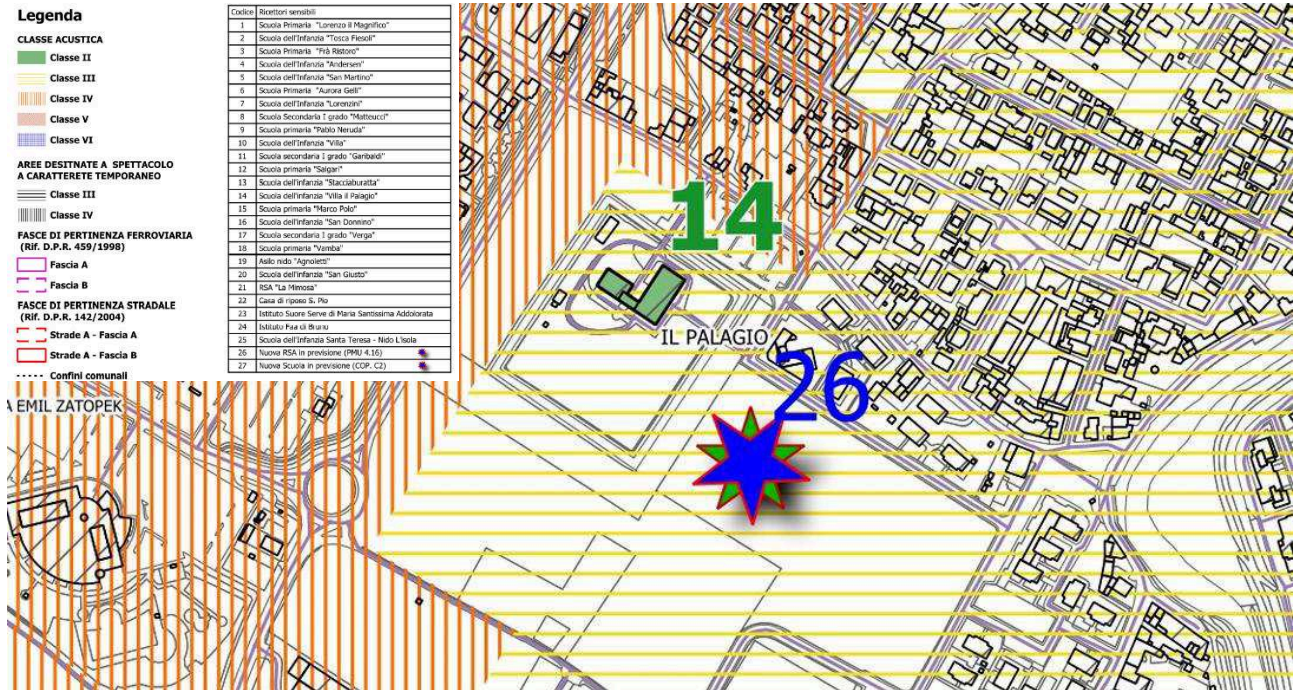 Legenda
CLASSE ACUSTICA
Classe II
Classe III
Classe IV
Classe V
Classe VI
AREE DESITNATE A SPETTACOLO
A CARATTERETE TEMPORANEO
Classe III
Classe IV
FASCE DI PERTINENZA FERROVIARIA
(Rif. D.P.R. 459/1998)
Fascia A
Fascia B
FASCE DI PERTINENZA STRADALE
(Rif. D.P.R. 142/2004)
Strade A - Fascia A
Strade A - Fascia B
Confini comunali
Codice Ricettori sensibili
1 Scuola Primaria "Lorenzo il Magnifico"
2 Scuola dell'Infanzia "Tosca Fiesoli"
3 Scuola Primaria "Frà Ristoro"
4 Scuola dell'Infanzia "Andersen"
5 Scuola dell'Infanzia "San Martino"
6 Scuola Primaria "Aurora Gelli"
7 Scuola dell'Infanzia "Lorenzini"
8 Scuola Secondaria I grado "Matteucci"
9 Scuola primaria "Pablo Neruda"
10 Scuola dell'Infanzia "Villa"
11 Scuola secondaria I grado "Garibaldi"
12 Scuola primaria "Salgari"
13 Scuola dell'infanzia "Stacciaburatta"
14 Scuola dell'infanzia "Villa il Palagio"
15 Scuola primaria "Marco Polo"
16 Scuola dell'infanzia "San Donnino"
17 Scuola secondaria I grado "Verga"
18 Scuola primaria "Vamba"
19 Asilo nido "Agnoletti"
20 Scuola dell'infanzia "San Giusto"
21 RSA "La Mimosa"
22 Casa di riposo S. Pio
23 Istituto Suore Serve di Maria Santissima Addolorata
24 Istituto Faa di Bruno
25 Scuola dell'Infanzia Santa Teresa - Nido L'Isola
26 Nuova RSA in previsione (PMU 4.16)
27 Nuova Scuola in previsione (COP. C2)
14
IL PALAGIO
26
A EMIL ZATOPEK